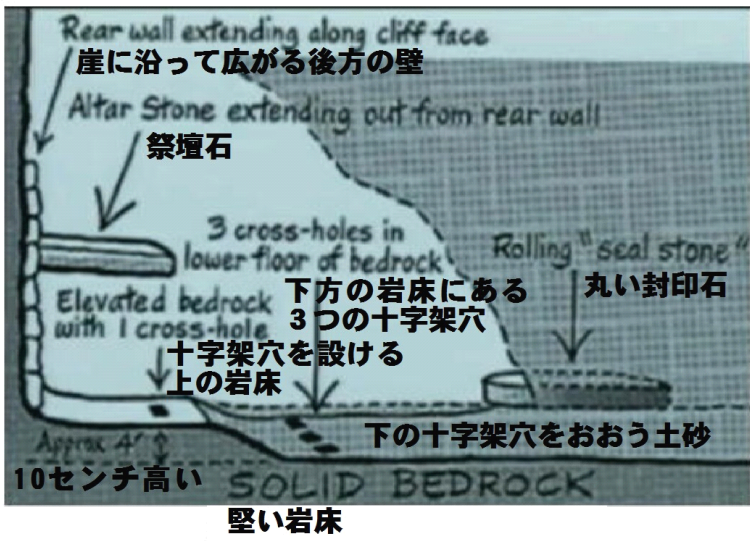 Rear wall extending along cliff face
崖に沿って広がる後方の壁
Altar Stone extending out from rear wall
祭壇石
3 cross-holes in
lower floor of bedrock
下方の岩床にある
3つの十字架穴
Rolling "seal stone"
丸い封印石
Elevated bedrock
with 1 cross-hole
十字架穴を設ける
上の岩床
下の十字架穴をおおう土砂
Approx 4'
10センチ高い
SOLID BEDROCK
堅い岩床